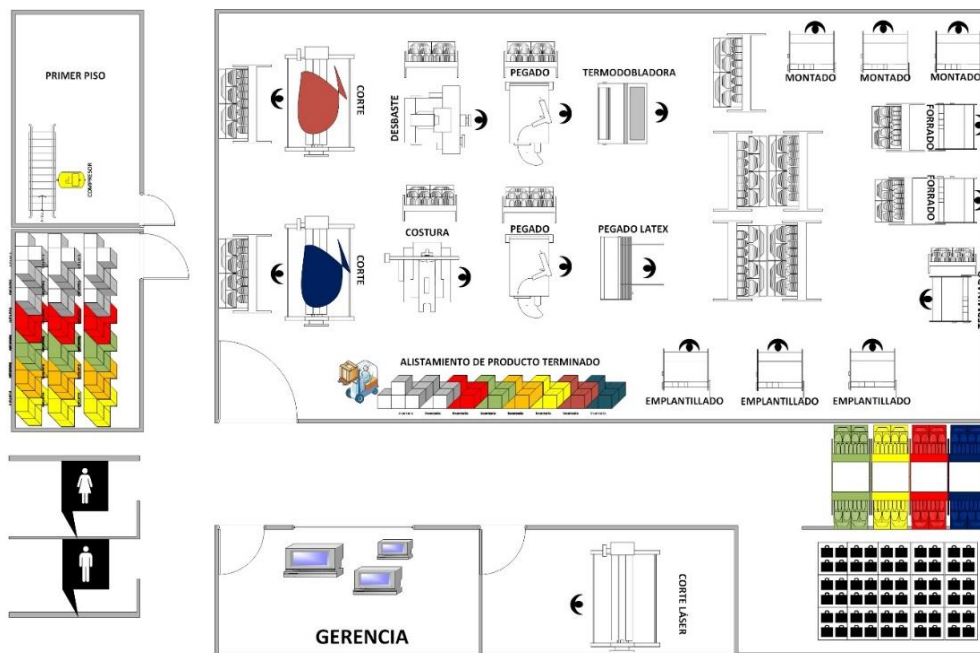 PRIMER PISO
COMPRESOR
CORTE
DESBASTE
PEGADO
TERMODOBLADORA
MONTADO
MONTADO
MONTADO
FORRADO
FORRADO
CORTE
COSTURA
PEGADO
PEGADO LATEX
ALISTAMIENTO DE PRODUCTO TERMINADO
EMPLANTILLADO
EMPLANTILLADO
EMPLANTILLADO
GERENCIA
CORTE LÁSER